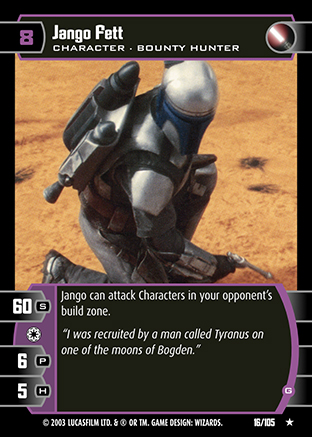 8
Jango Fett
CHARACTER • BOUNTY HUNTER
60 S
Jango can attack Characters in your opponent's
build zone.
"I was recruited by a man called Tyranus on
one of the moons of Bogden."
6 P
5 H
G
© 2003 LUCASFILM LTD. & ® OR TM. GAME DESIGN: WIZARDS.
16/105 ★